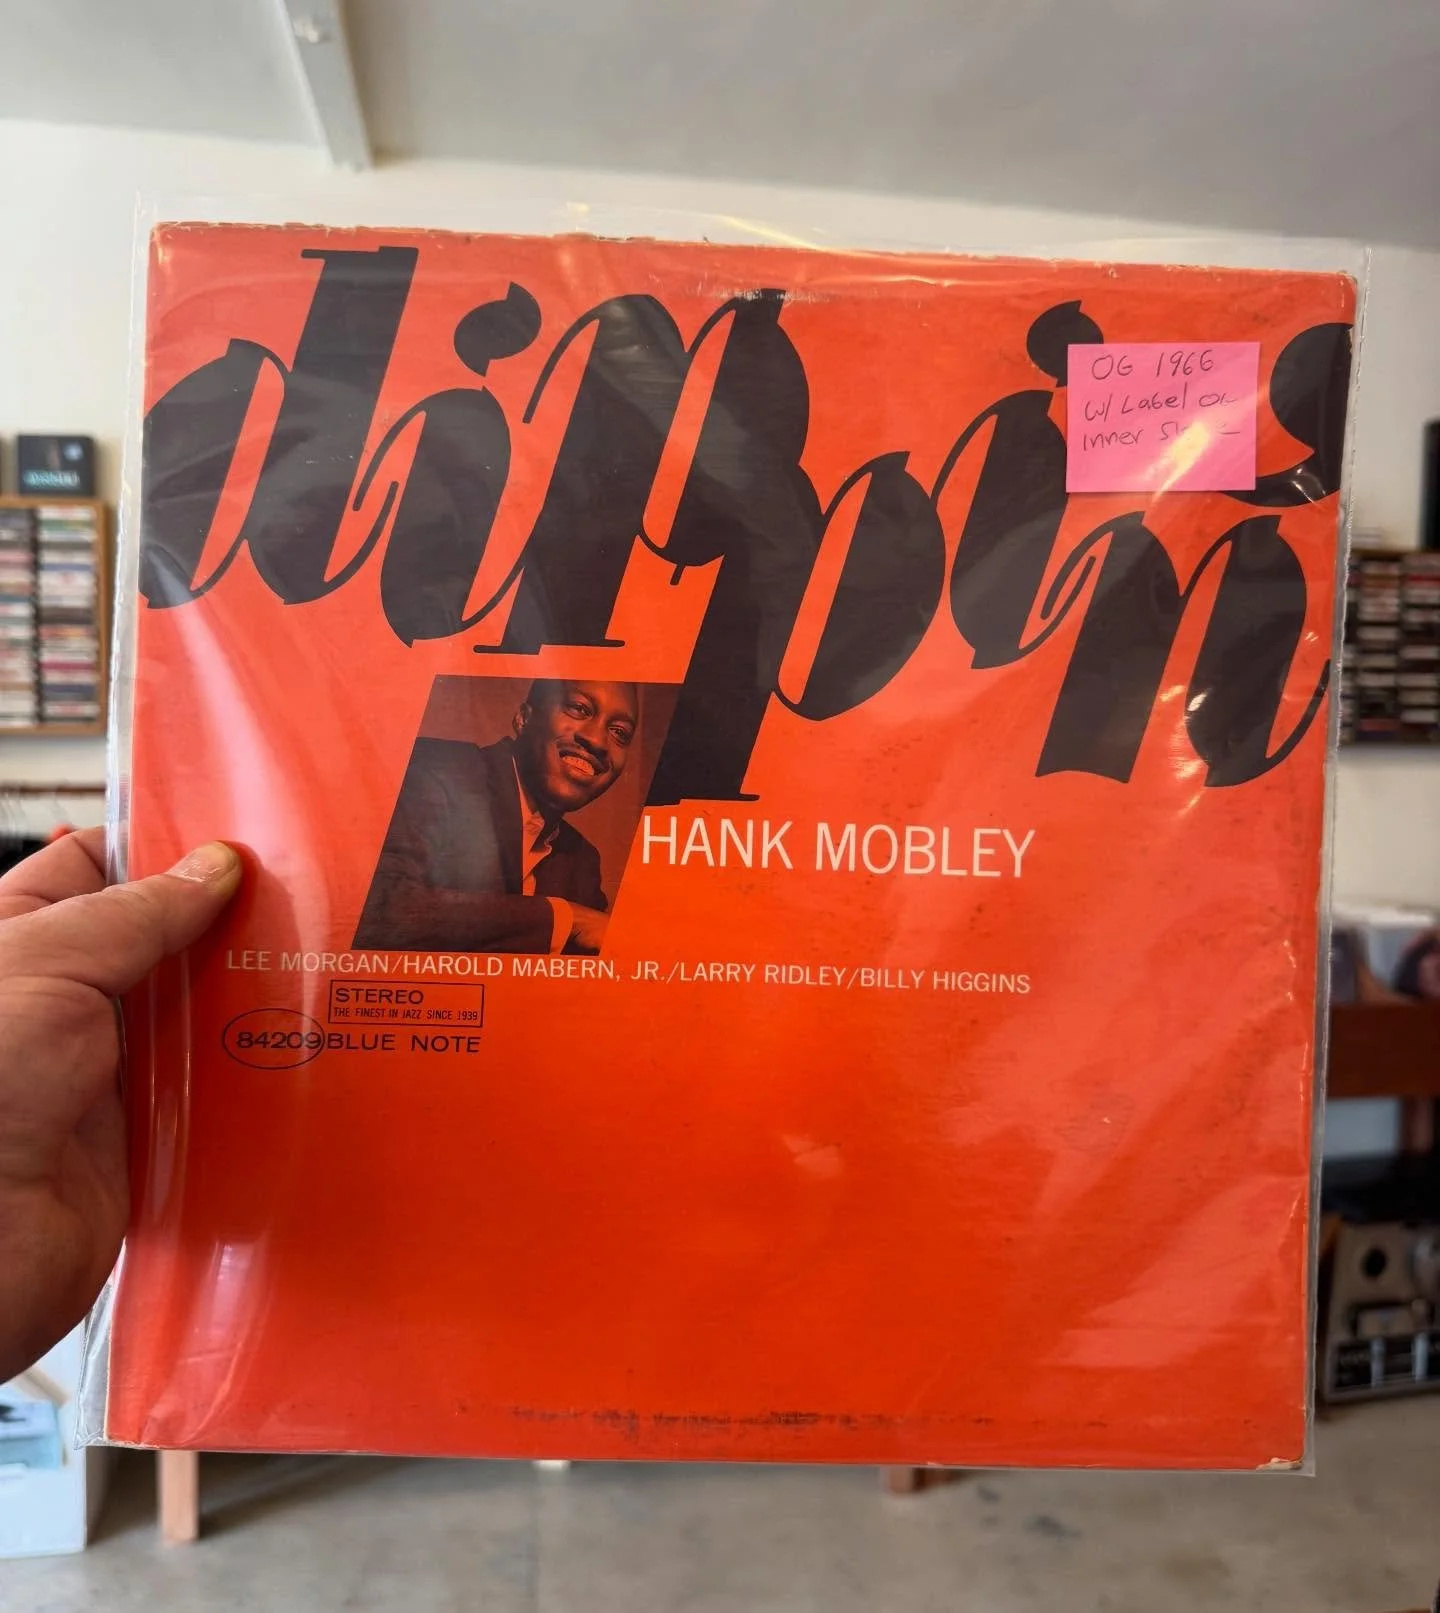 dippin'
OG 1966
w/ Label on
inner
HANK MOBLEY
LEE MORGAN/HAROLD MABERN, JR./LARRY RIDLEY/BILLY HIGGINS
STEREO
THE FINEST IN JAZZ SINCE 1939
84209 BLUE NOTE